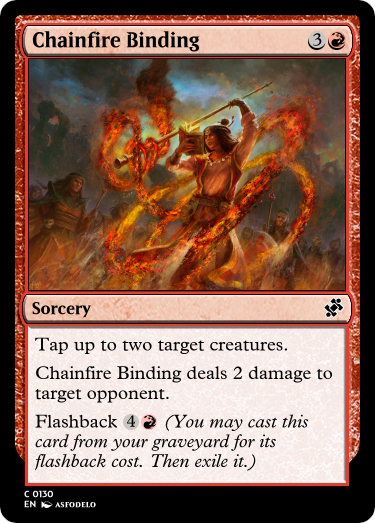 Chainfire Binding 3
Sorcery
Tap up to two target creatures.
Chainfire Binding deals 2 damage to
target opponent.
Flashback 4 (You may cast this
card from your graveyard for its
flashback cost. Then exile it.)
C 0130
EN ASFODELO